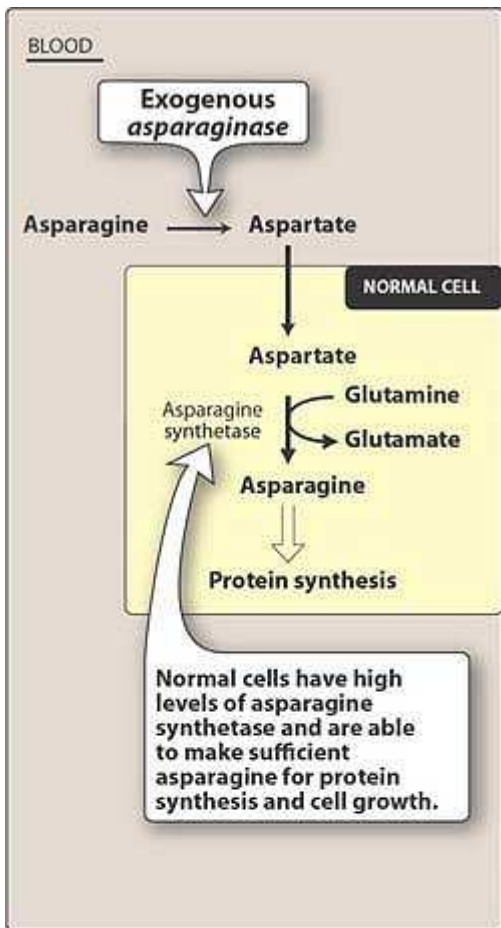 BLOOD
Exogenous
asparaginase
Asparagine
Aspartate
NORMAL CELL
Aspartate
Asparagine
synthetase
Glutamine
Glutamate
Asparagine
Protein synthesis
Normal cells have high
levels of asparagine
synthetase and are able
to make sufficient
asparagine for protein
synthesis and cell growth.